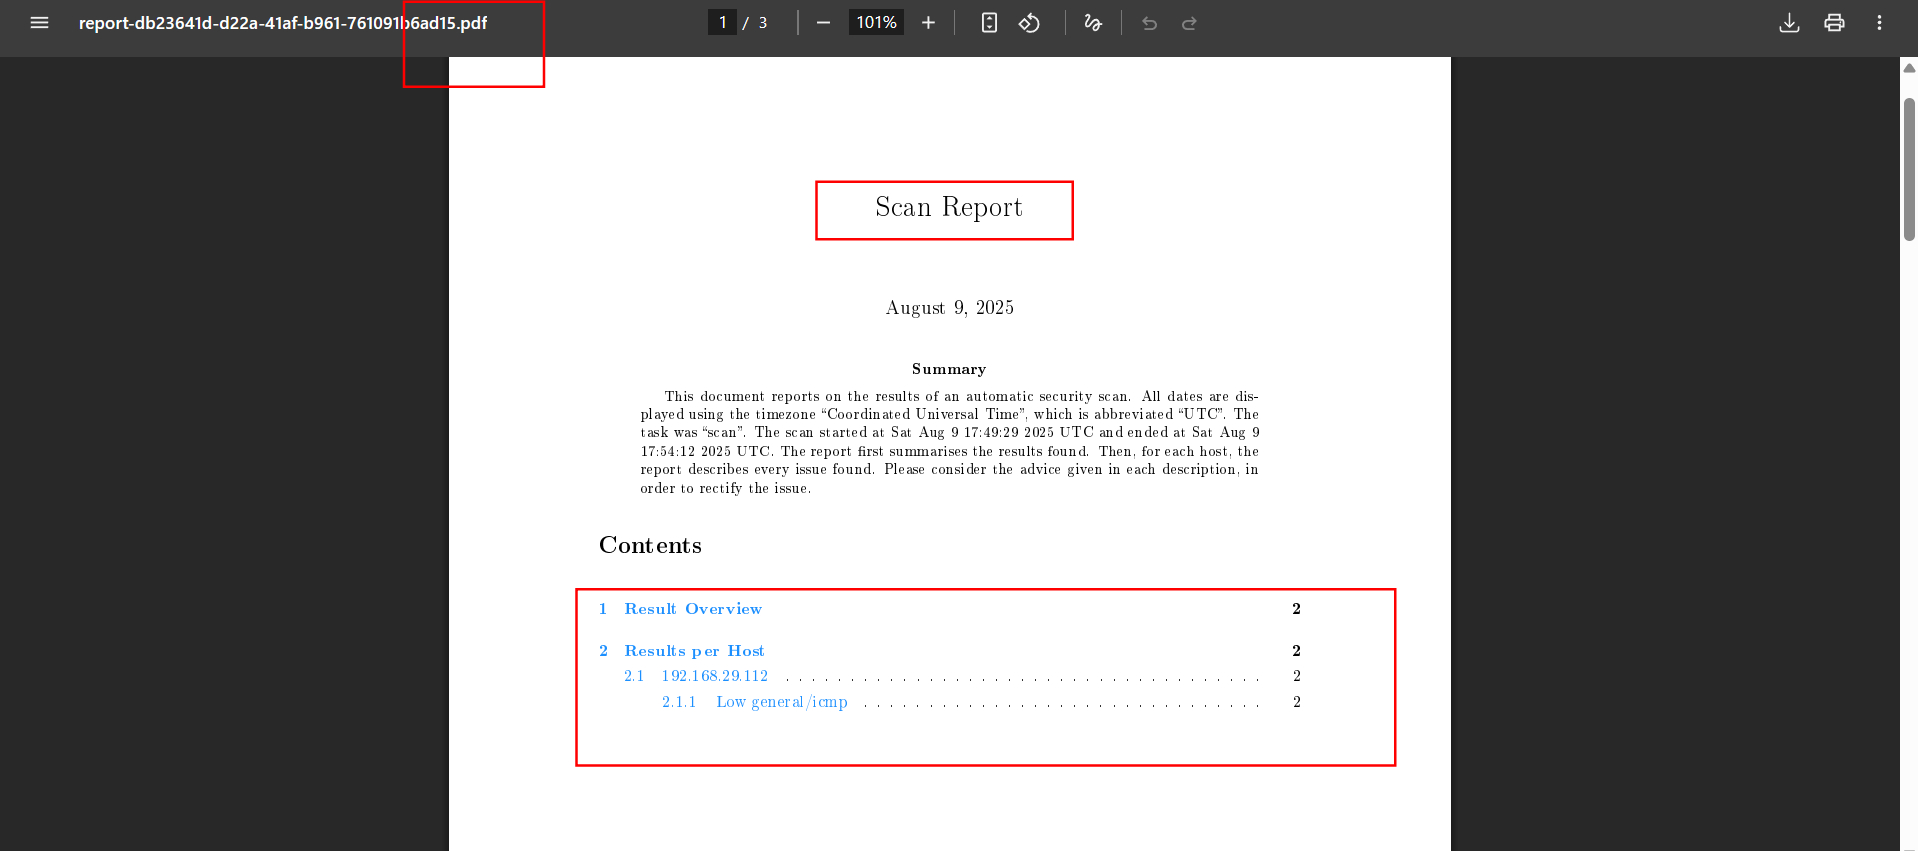 report-db23641d-d22a-41af-b961-761091b6ad15.pdf
1 / 3
101%
Scan Report
August 9, 2025
Summary
This document reports on the results of an automatic security scan. All dates are dis-
played using the timezone “Coordinated Universal Time”, which is abbreviated “UTC”. The
task was “scan”. The scan started at Sat Aug 9 17:49:29 2025 UTC and ended at Sat Aug 9
17:54:12 2025 UTC. The report first summarises the results found. Then, for each host, the
report describes every issue found. Please consider the advice given in each description, in
order to rectify the issue.
Contents
1 Result Overview 2
2 Results per Host 2
2.1 192.168.29.112 . . . . . . . . . . . . . . . . . . . . . . . . . . . . . . . . . . . . . 2
2.1.1 Low general/icmp . . . . . . . . . . . . . . . . . . . . . . . . . . . . . . . 2